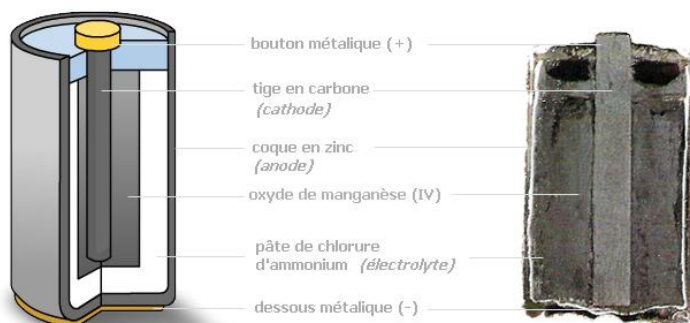 bouton métalique (+)
tige en carbone
(cathode)
coque en zinc
(anode)
oxyde de manganèse (IV)
pâte de chlorure
d'ammonium (électrolyte)
dessous métalique (-)